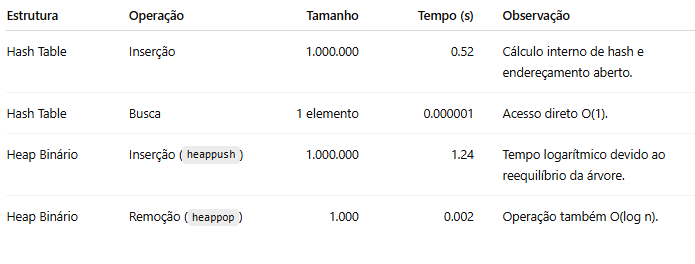 Estrutura Operação Tamanho Tempo (s) Observação
Hash Table Inserção 1.000.000 0.52 Cálculo interno de hash e
endereçamento aberto.
Hash Table Busca 1 elemento 0.000001 Acesso direto O(1).
Heap Binário Inserção ( heappush ) 1.000.000 1.24 Tempo logarítmico devido ao
reequilíbrio da árvore.
Heap Binário Remoção ( heappop ) 1.000 0.002 Operação também O(log n).